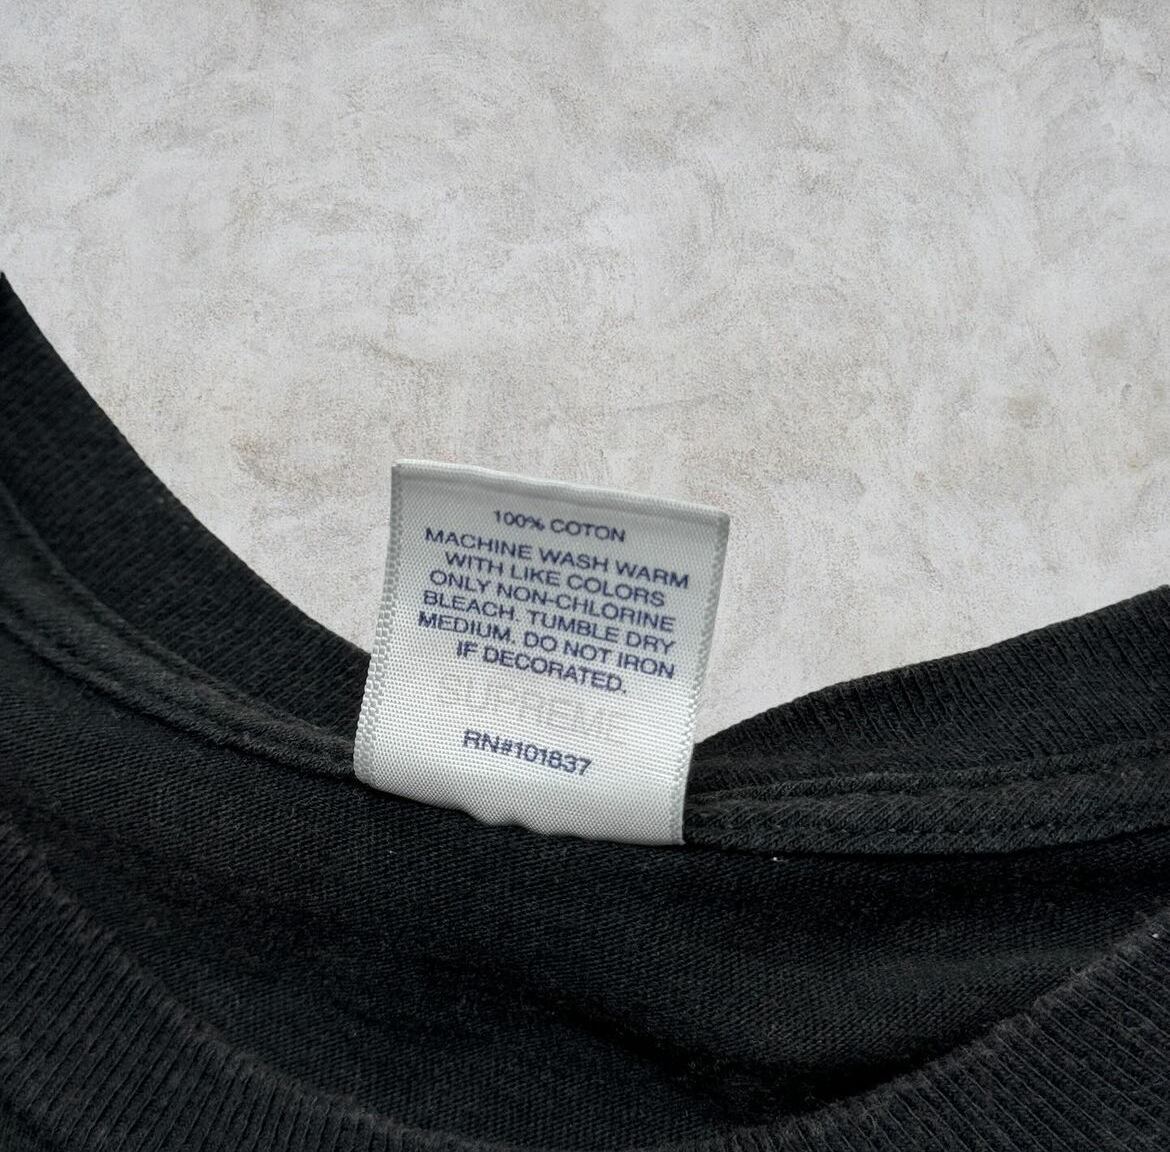 100% COTON
MACHINE WASH WARM
WITH LIKE COLORS
ONLY NON-CHLORINE
BLEACH. TUMBLE DRY
MEDIUM. DO NOT IRON
IF DECORATED.
SUPREME
RN#101837